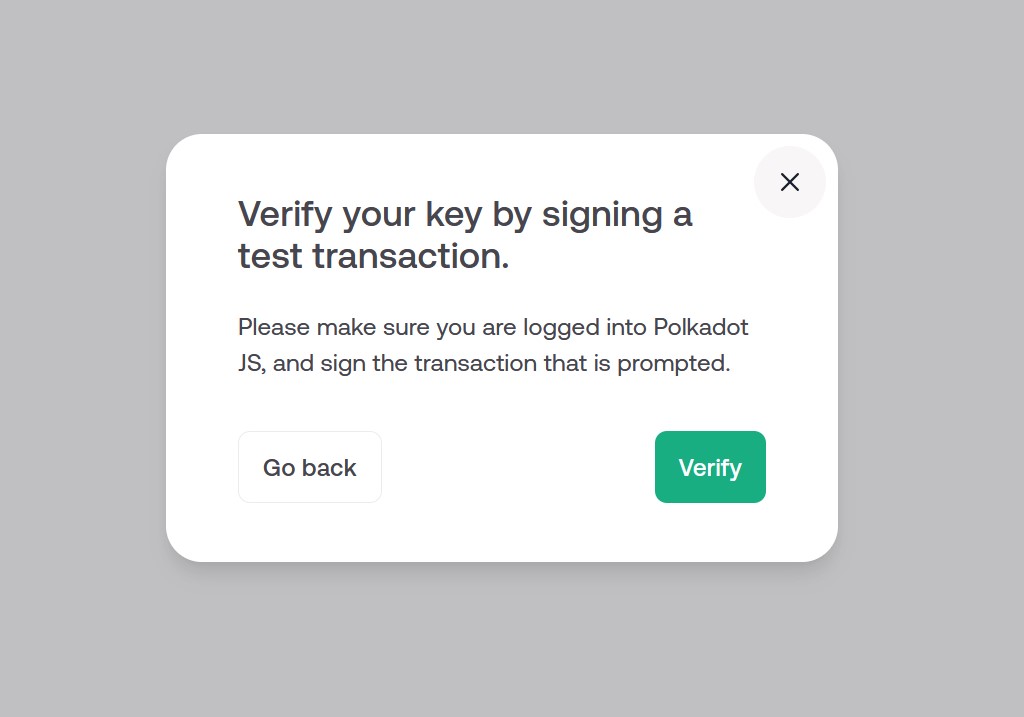 Verify your key by signing a
test transaction.
Please make sure you are logged into Polkadot
JS, and sign the transaction that is prompted.
Go back
Verify